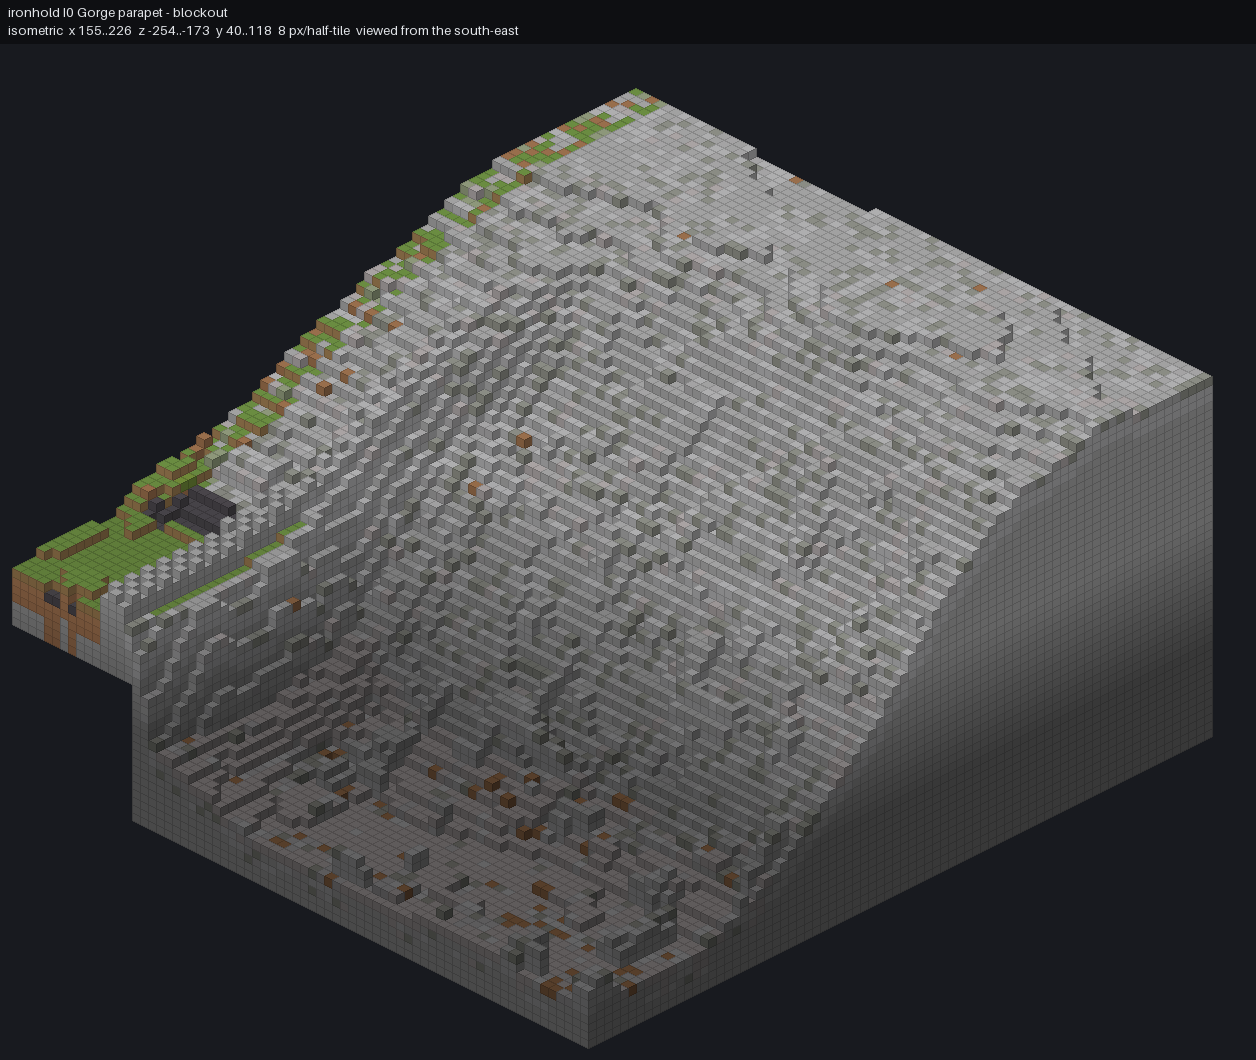 ironhold I0 Gorge parapet - blockout
isometric x 155..226 z -254..-173 y 40..118 8 px/half-tile viewed from the south-east